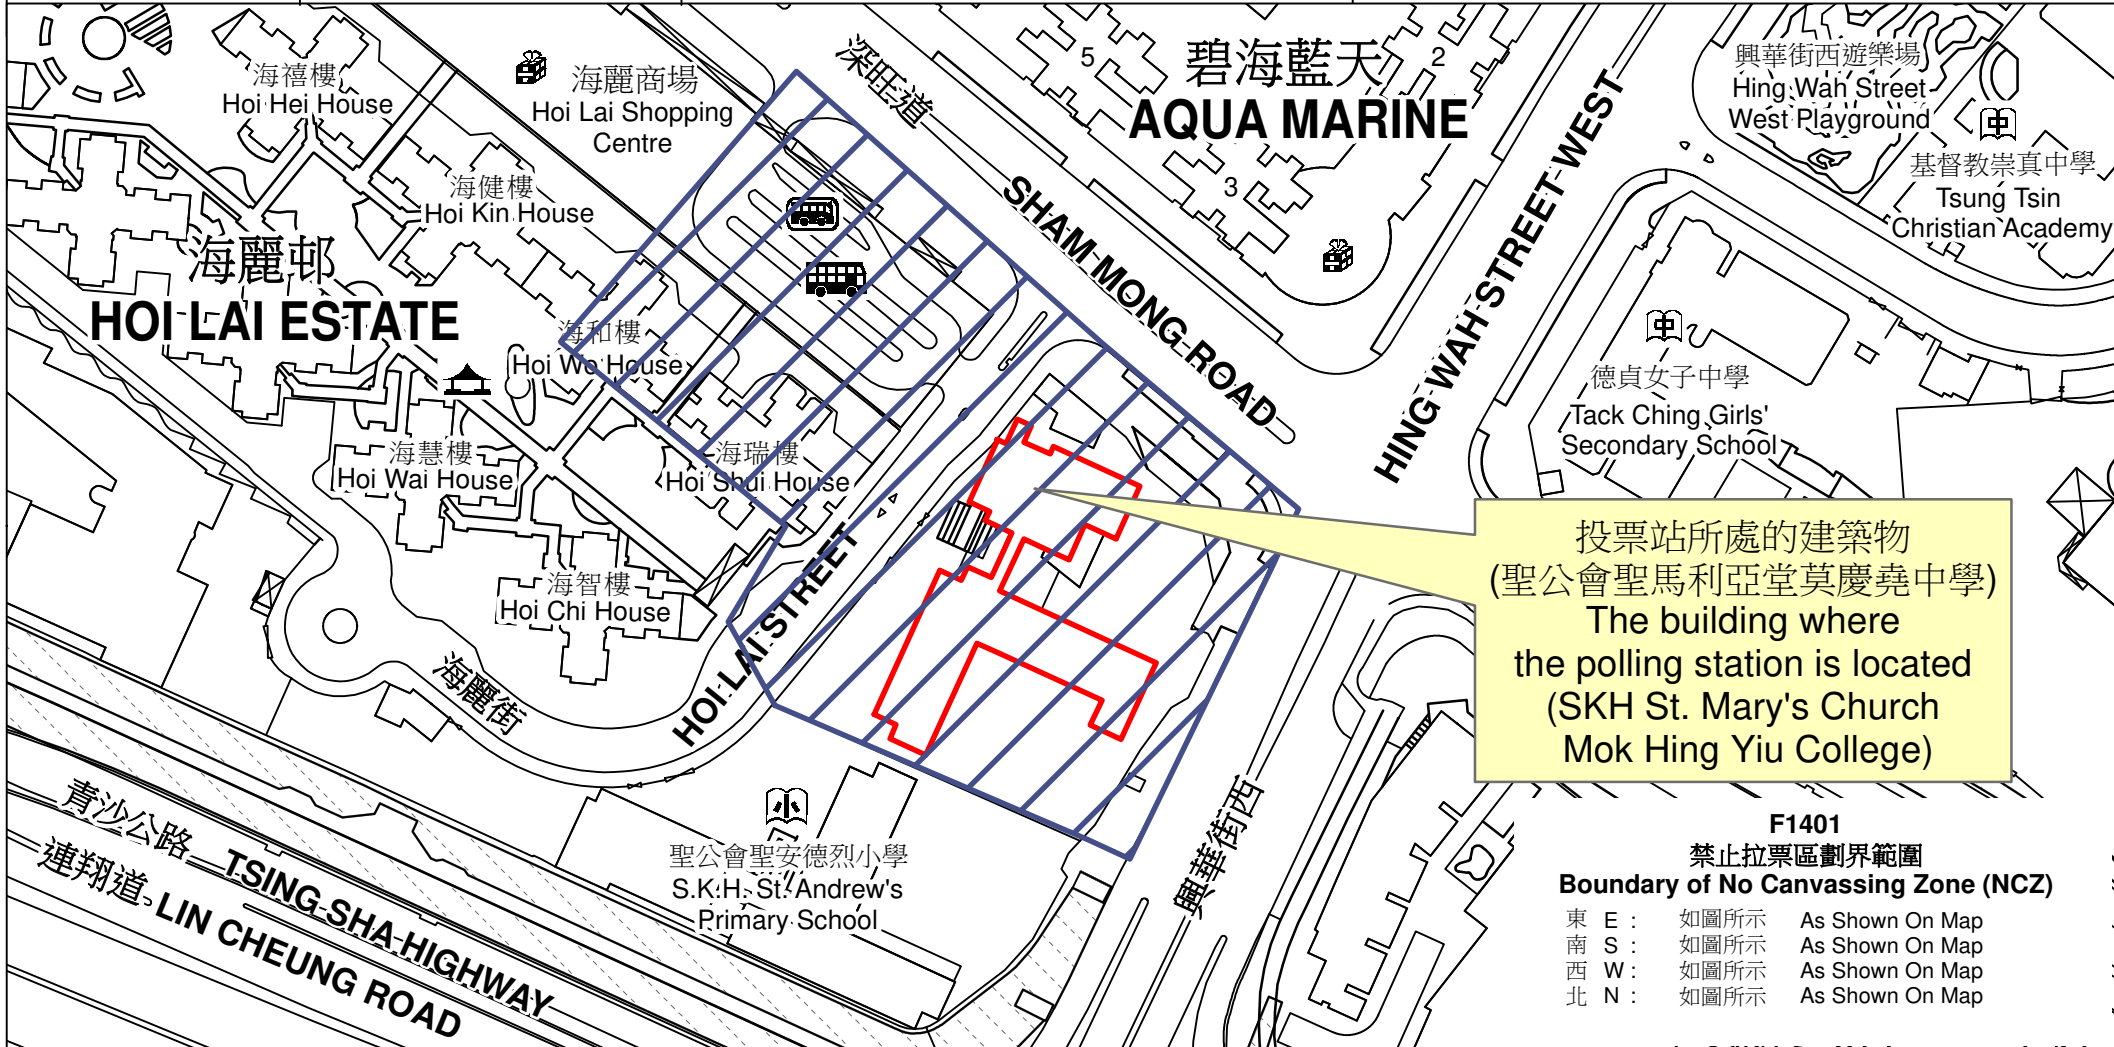 海禧樓
Hoi Hei House
海麗商場
Hoi Lai Shopping
Centre
深旺道
5
碧海藍天
2
AQUA MARINE
3
興華街西遊樂場
Hing Wah Street
West Playground
中
基督教崇真中學
Tsung Tsin
Christian Academy
海健樓
Hoi Kin House
海麗邨
HOI LAI ESTATE
SHAM MONG ROAD
HING WAH STREET WEST
海和樓
Hoi Wo House
中
德貞女子中學
Tack Ching Girls'
Secondary School
海慧樓
Hoi Wai House
海瑞樓
Hoi Shui House
海智樓
Hoi Chi House
HOI LAI STREET
海麗街
投票站所處的建築物
(聖公會聖馬利亞堂莫慶堯中學)
The building where
the polling station is located
(SKH St. Mary's Church
Mok Hing Yiu College)
小
聖公會聖安德烈小學
S.K.H. St. Andrew's
Primary School
興華街西
青沙公路 TSING SHA HIGHWAY
連翔道 LIN CHEUNG ROAD
F1401
禁止拉票區劃界範圍
Boundary of No Canvassing Zone (NCZ)
東 E : 如圖所示 As Shown On Map
南 S : 如圖所示 As Shown On Map
西 W : 如圖所示 As Shown On Map
北 N : 如圖所示 As Shown On Map